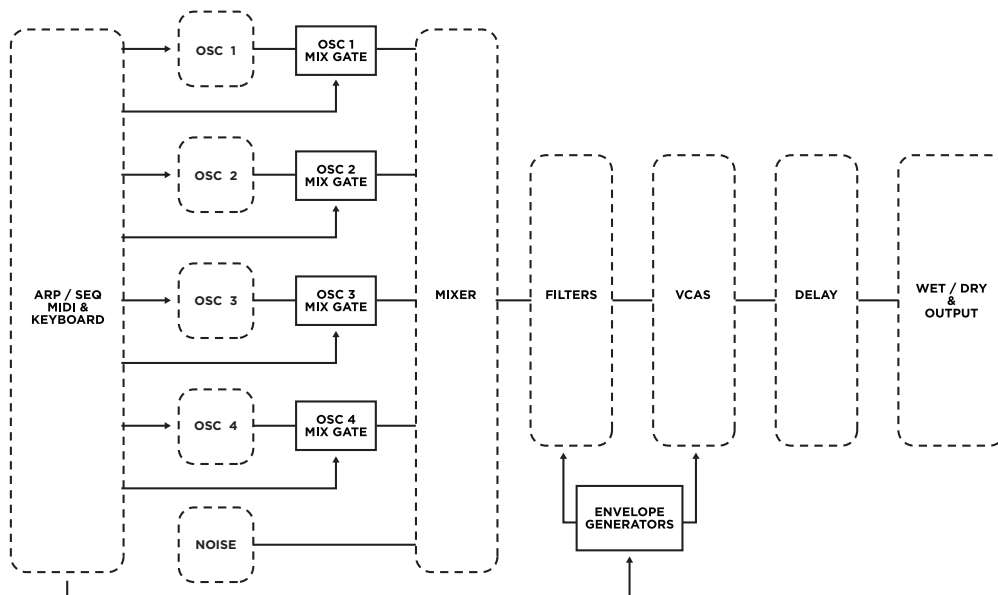 OSC 1
OSC 1
MIX GATE
OSC 2
OSC 2
MIX GATE
ARP / SEQ
MIDI &
KEYBOARD
OSC 3
OSC 3
MIX GATE
MIXER
FILTERS
VCAS
DELAY
WET / DRY
&
OUTPUT
OSC 4
OSC 4
MIX GATE
NOISE
ENVELOPE
GENERATORS